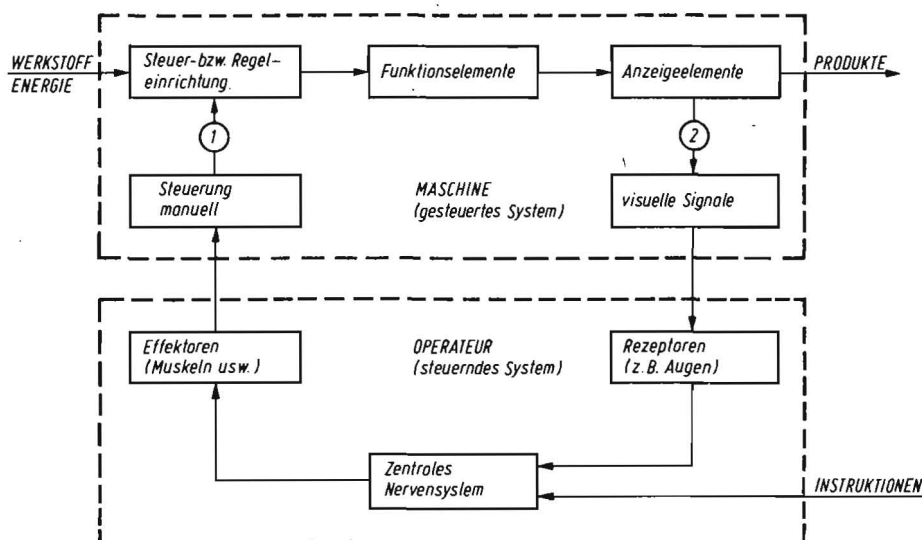 WERKSTOFF
ENERGIE
Steuer-bzw. Regel-
einrichtung.
Funktionselemente
Anzeigeelemente
PRODUKTE
1
2
Steuerung
manuell
MASCHINE
(gesteuertes System)
visuelle Signale
Effektoren
(Muskeln usw.)
OPERATEUR
(steuerndes System)
Rezeptoren
(z.B. Augen)
Zentrales
Nervensystem
INSTRUKTIONEN